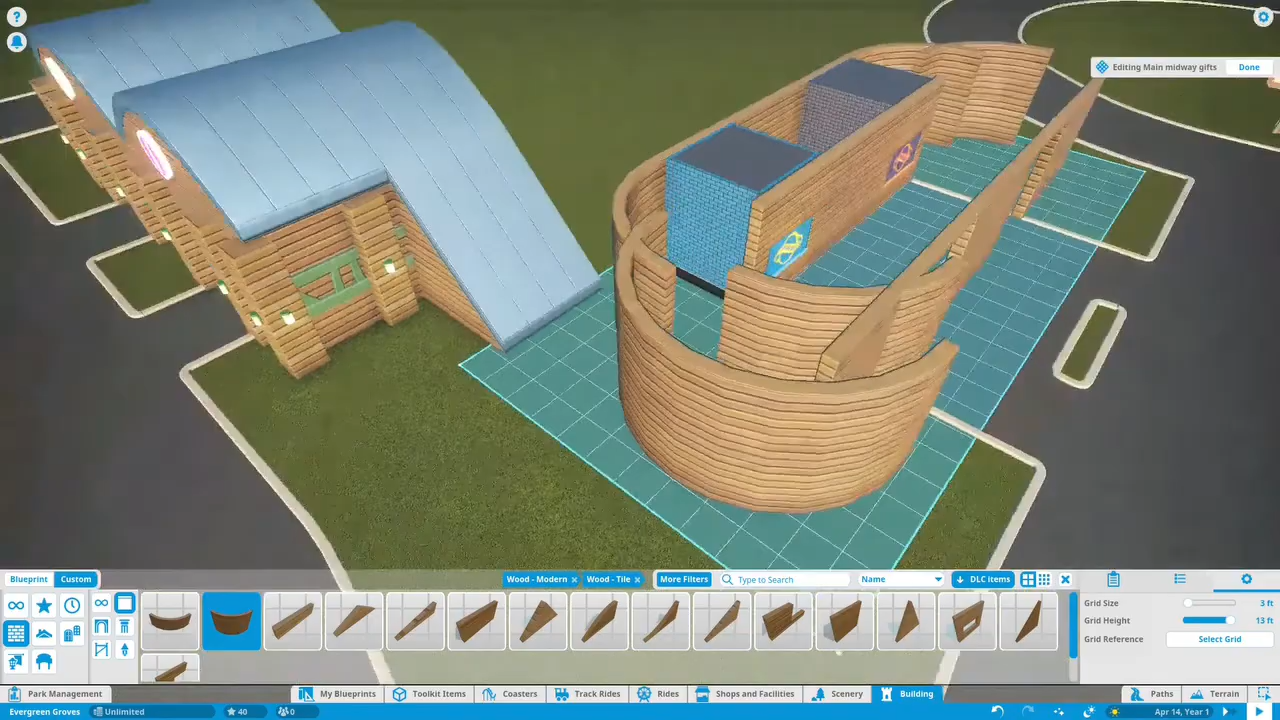 Editing Main midway gifts
Done
Blueprint
Custom
Wood - Modern ×
Wood - Tile ×
More Filters
Type to Search
Name
DLC items
Grid Size
3 ft
Grid Height
13 ft
Grid Reference
Select Grid
Park Management
My Blueprints
Toolkit Items
Coasters
Track Rides
Rides
Shops and Facilities
Scenery
Building
Paths
Terrain
Evergreen Groves
Unlimited
40
0
Apr 14, Year 1